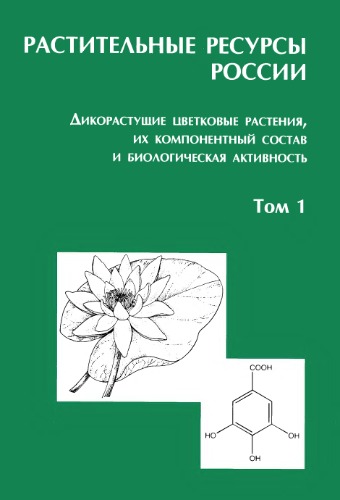 РАСТИТЕЛЬНЫЕ РЕСУРСЫ
РОССИИ
Дикорастущие цветковые растения,
их компонентный состав
и биологическая активность
Том 1
COOH
HO
OH
OH